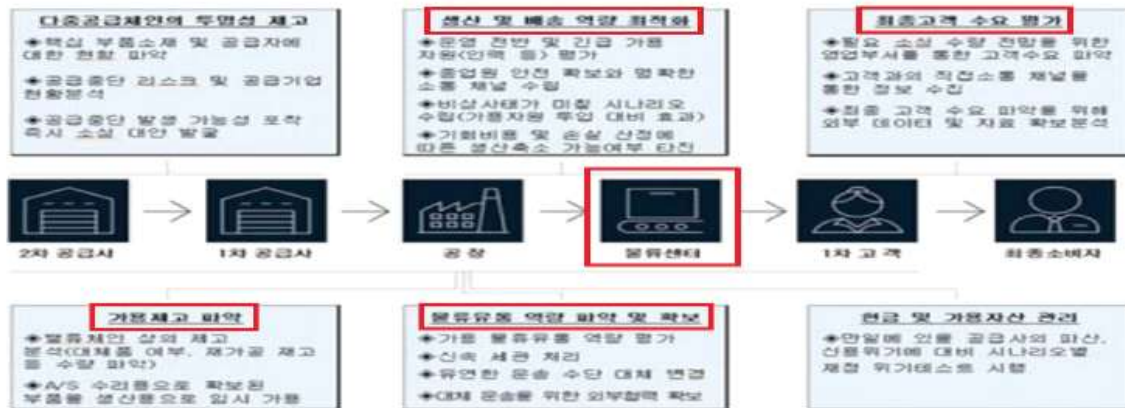 다중공급체인의 투명성 제고
◆핵심 부품소재 및 공급자에
대한 현황 파악
◆공급중단 리스크 및 공급기업
현황분석
◆공급중단 발생 가능성 포착
즉시 소싱 대안 발굴
생산 및 배송 역량 최적화
◆운영 전반 및 긴급 가용
자원(인력 등) 평가
◆종업원 안전 확보와 명확한
소통 채널 수립
◆비상사태가 미칠 시나리오
수립(가용자원 투입 대비 효과)
◆기회비용 및 손실 산정에
따른 생산축소 가능여부 타진
최종고객 수요 평가
◆필요 소싱 수량 전망을 위한
영업부서를 통한 고객수요 파악
◆고객과의 직접소통 채널을
통한 정보 수집
◆최종 고객 수요 파악을 위해
외부 데이터 및 자료 확보분석
2차 공급사
1차 공급사
공장
물류센터
1차 고객
최종소비자
가용재고 파악
◆밸류체인 상의 재고
분석(대체품 여부, 재가공 재고
등 수량 파악)
◆A/S 수리용으로 확보된
부품을 생산용으로 임시 가용
물류유통 역량 파악 및 확보
◆가용 물류유통 역량 평가
◆신속 세관 처리
◆유연한 운송 수단 대체 변경
◆대체 운송을 위한 외부협력 확보
현금 및 가용자산 관리
◆만일에 있을 공급사의 파산,
신용위기에 대비 시나리오별
재정 위기테스트 시행